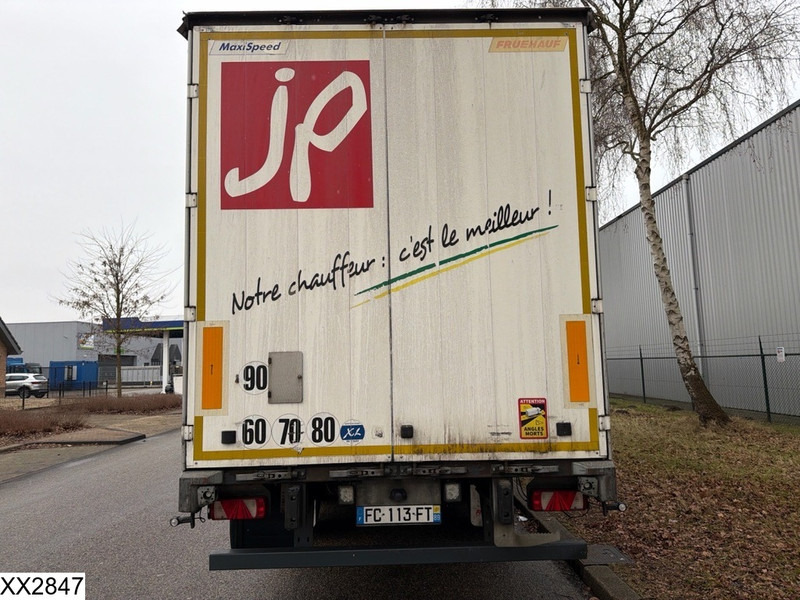 MaxiSpeed
FRUEHAUF
jp
Notre chauffeur : c'est le meilleur !
90
60 70 80 XL
ATTENTION
ANGLES MORTS
FC-113-FT
XX2847